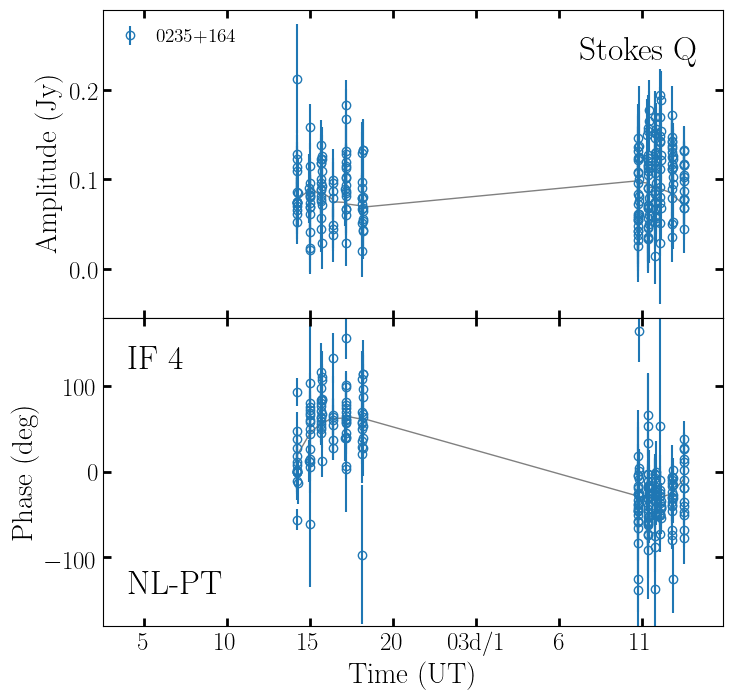 0235+164
Stokes Q
Amplitude (Jy)
0.2
0.1
0.0
IF 4
Phase (deg)
100
0
−100
NL-PT
5 10 15 20 03d/1 6 11
Time (UT)